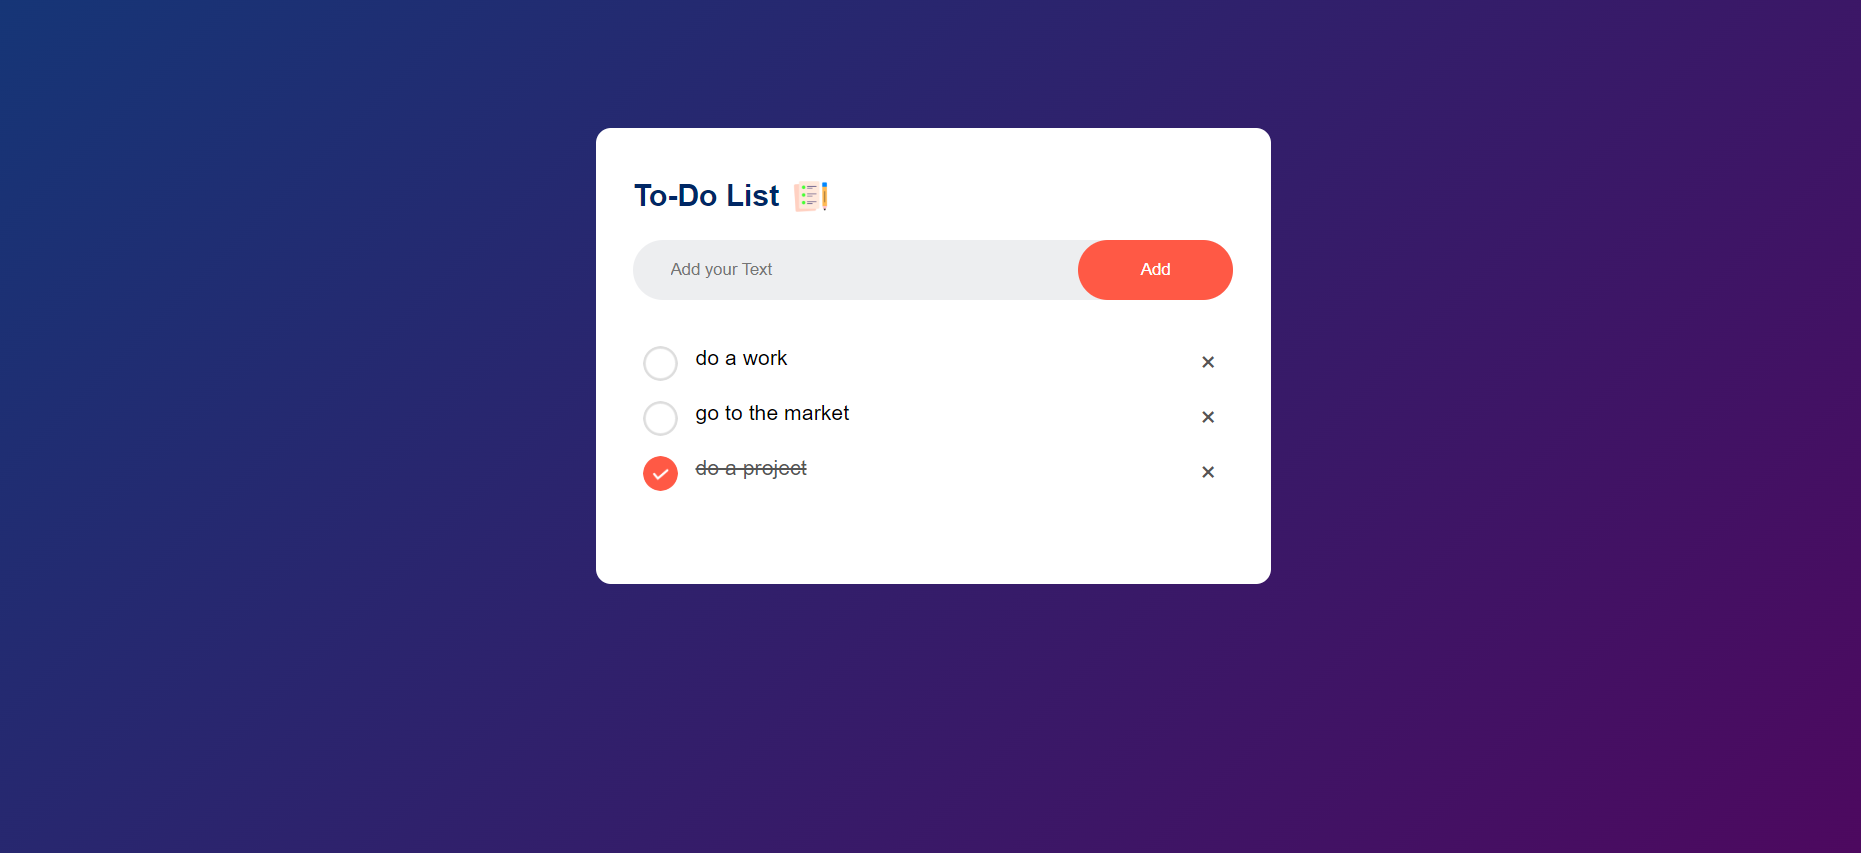 To-Do List
Add your Text
Add
do a work
go to the market
do a project